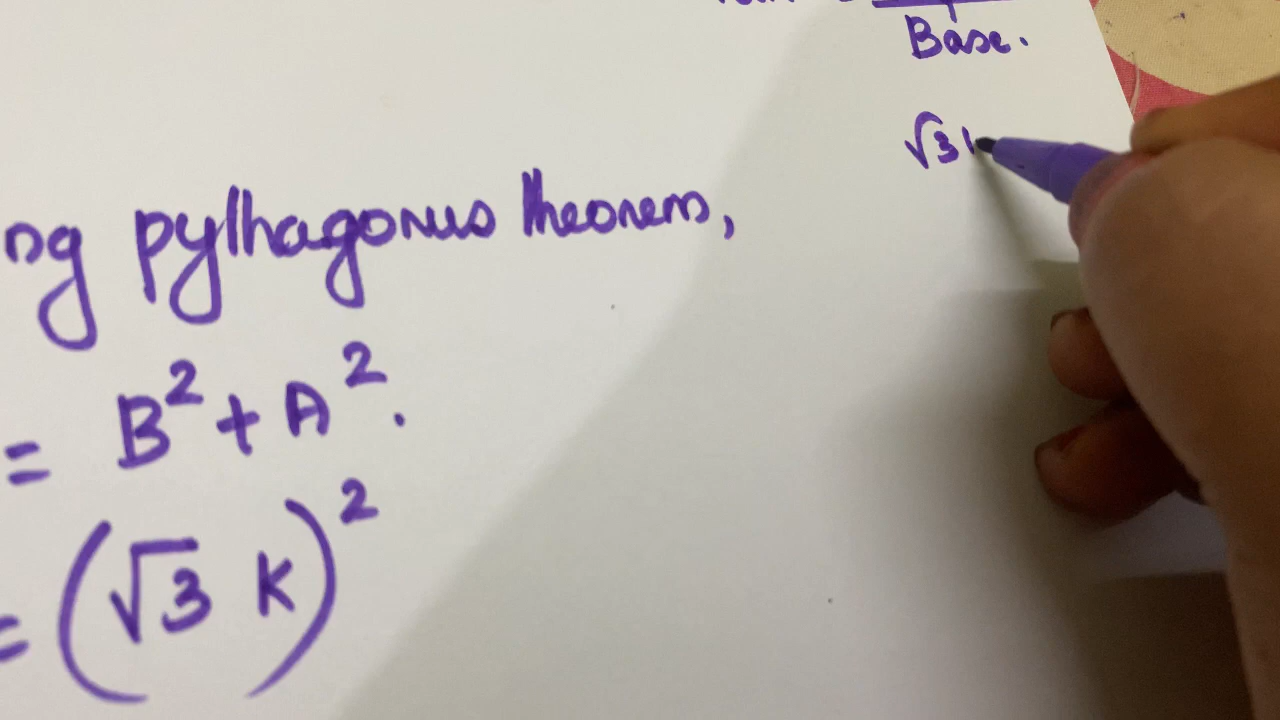 Base.
√3
ng pythagorus theorem,
= B² + A².
= (√3 K)²